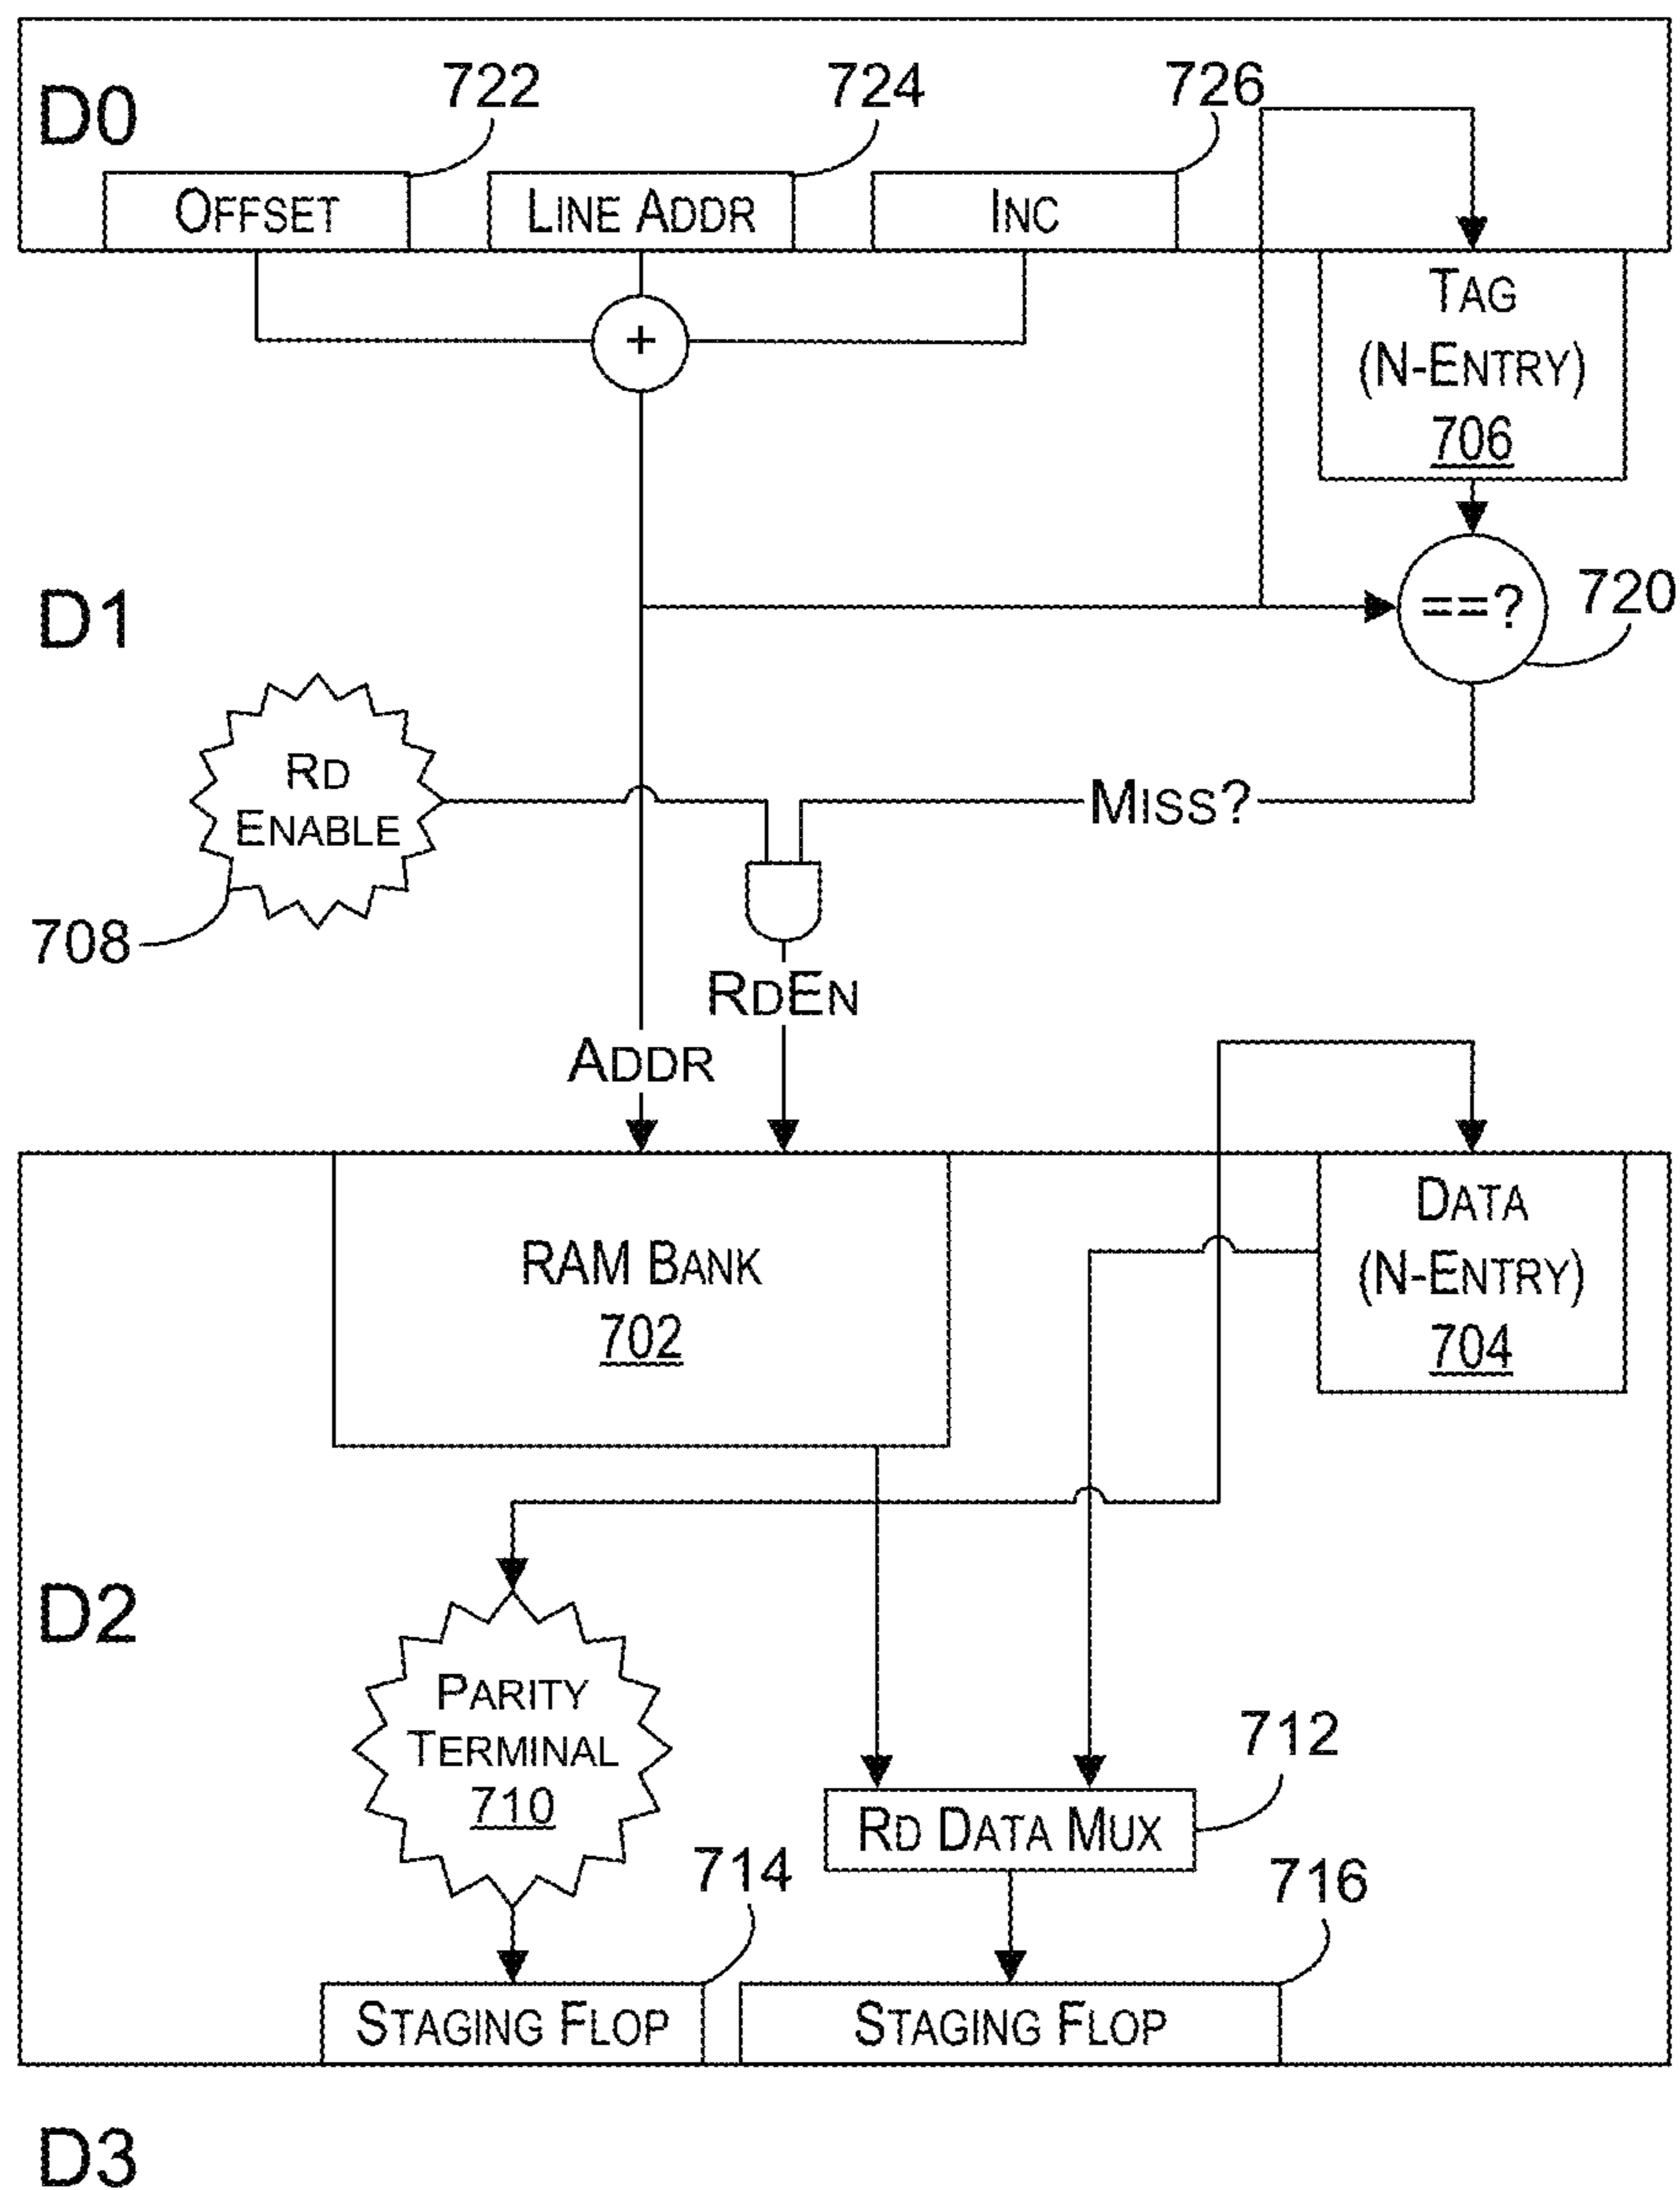 722
724
726
D0
OFFSET
LINE ADDR
INC
+
TAG
(N-ENTRY)
706
D1
==?
720
RD
ENABLE
MISS?
708
RDEN
ADDR
RAM BANK
702
DATA
(N-ENTRY)
704
D2
PARITY
TERMINAL
710
712
RD DATA MUX
714
716
STAGING FLOP
STAGING FLOP
D3